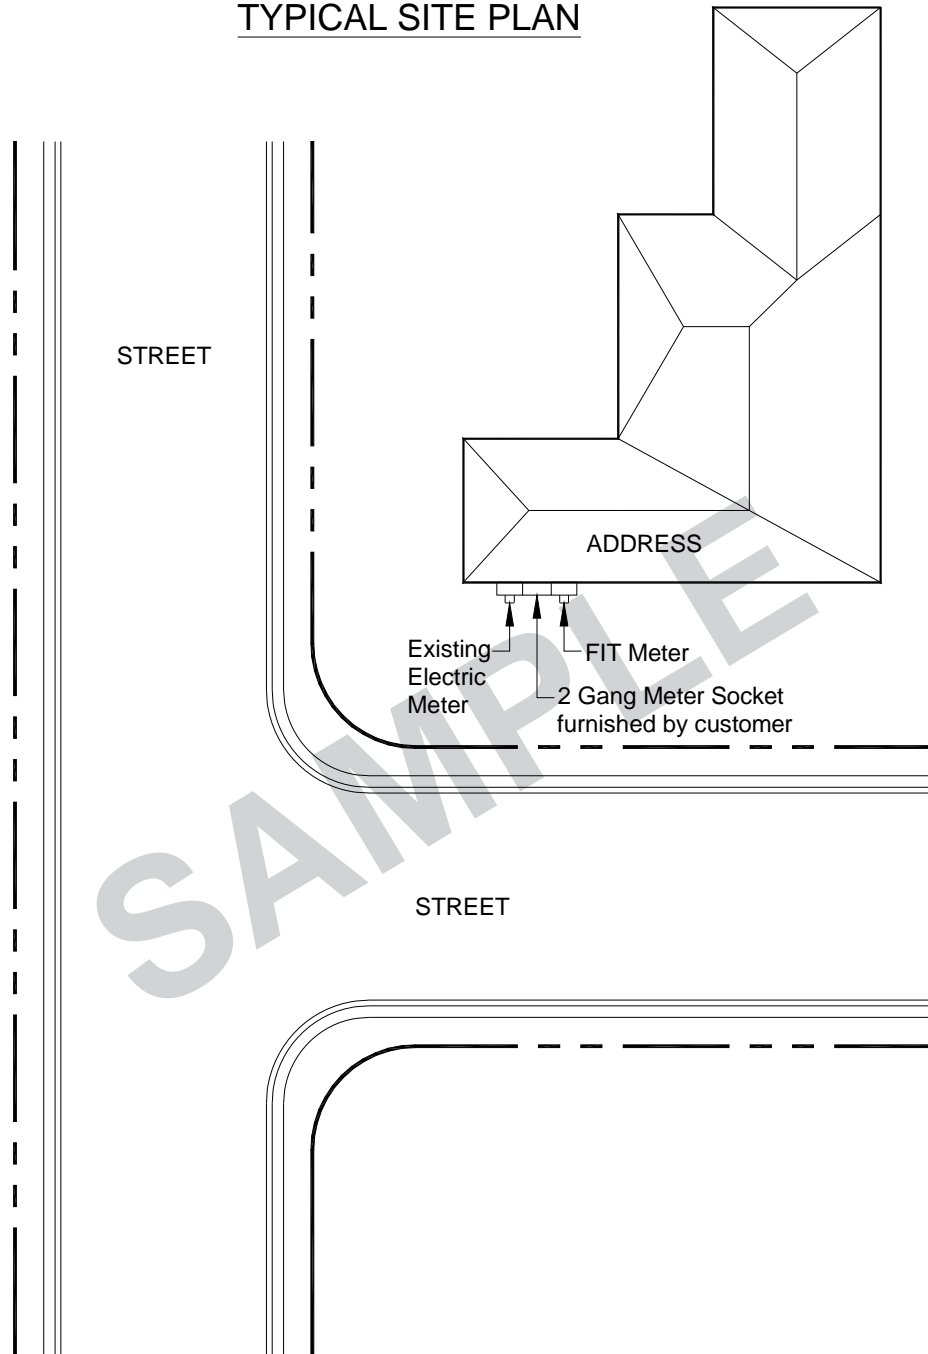 TYPICAL SITE PLAN
STREET
ADDRESS
Existing
Electric
Meter
FIT Meter
2 Gang Meter Socket
furnished by customer
STREET
SAMPLE